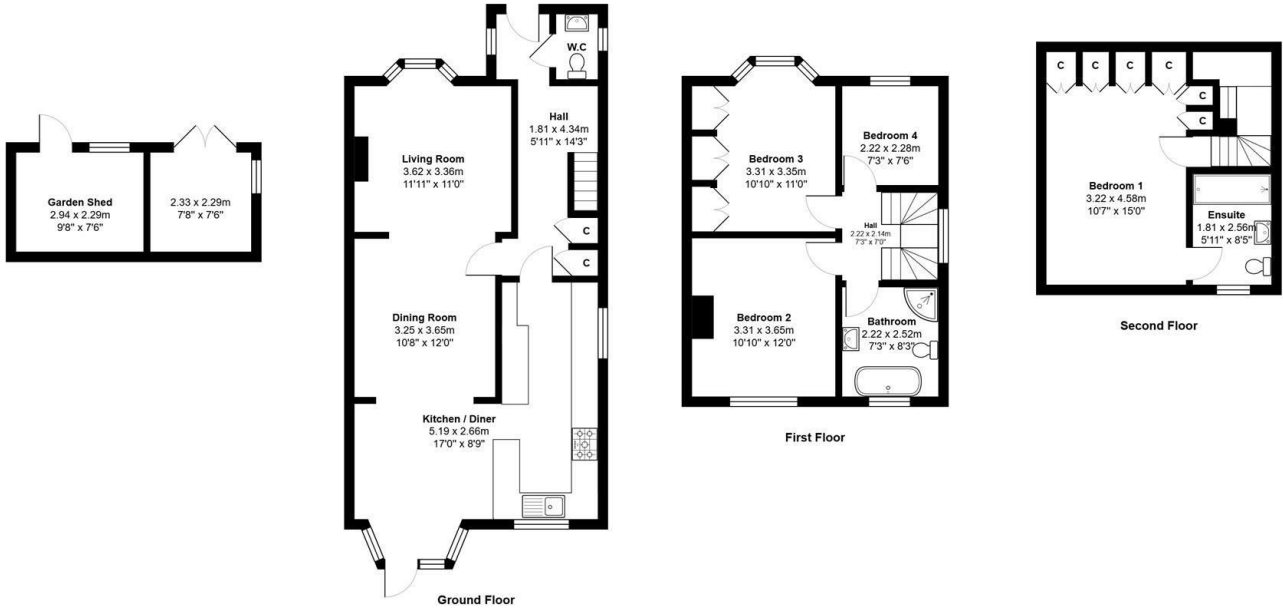 Garden Shed
2.94 x 2.29m
9'8" x 7'6"
2.33 x 2.29m
7'8" x 7'6"
W.C
Hall
1.81 x 4.34m
5'11" x 14'3"
Living Room
3.62 x 3.36m
11'11" x 11'0"
C
C
Dining Room
3.25 x 3.65m
10'8" x 12'0"
Kitchen / Diner
5.19 x 2.66m
17'0" x 8'9"
Ground Floor
Bedroom 4
2.22 x 2.28m
7'3" x 7'6"
Bedroom 3
3.31 x 3.35m
10'10" x 11'0"
Hall
2.22 x 2.14m
7'3" x 7'0"
Bedroom 2
3.31 x 3.65m
10'10" x 12'0"
Bathroom
2.22 x 2.52m
7'3" x 8'3"
First Floor
C C C C
C
C
Bedroom 1
3.22 x 4.58m
10'7" x 15'0"
Ensuite
1.81 x 2.56m
5'11" x 8'5"
Second Floor